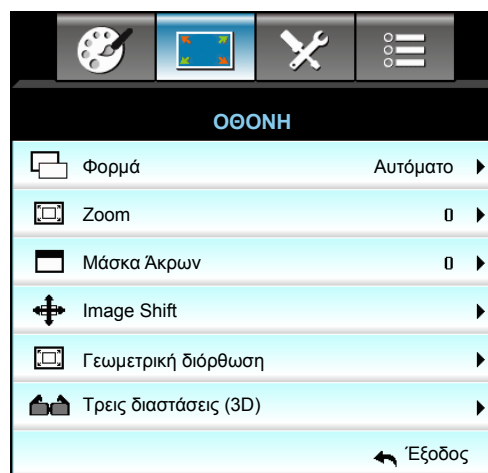 ΟΘΟΝΗ
Φορμά Αυτόματο
Zoom 0
Μάσκα Άκρων 0
Image Shift
Γεωμετρική διόρθωση
Τρεις διαστάσεις (3D)
Έξοδος